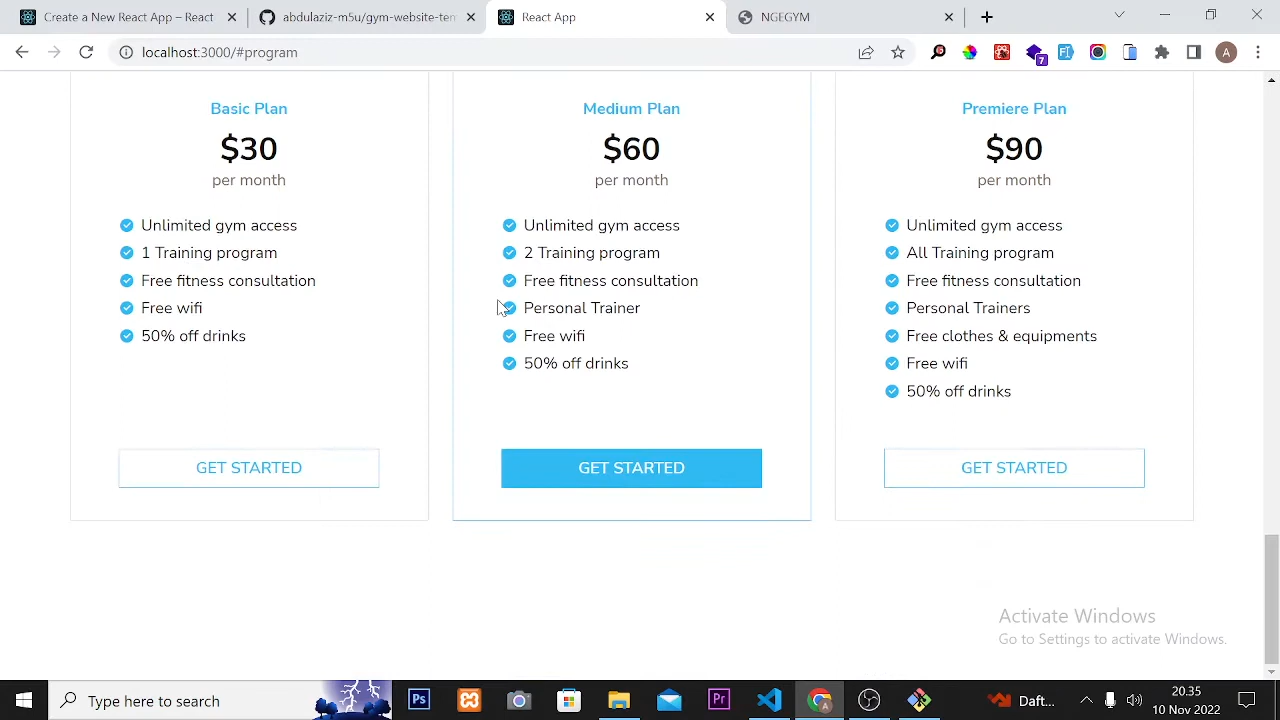 Create a New React App – React
abdulaziz-m5u/gym-website-tem
React App
NGEGYM
localhost:3000/#program
7
A
Basic Plan
$30
per month
Unlimited gym access
1 Training program
Free fitness consultation
Free wifi
50% off drinks
GET STARTED
Medium Plan
$60
per month
Unlimited gym access
2 Training program
Free fitness consultation
Personal Trainer
Free wifi
50% off drinks
GET STARTED
Premiere Plan
$90
per month
Unlimited gym access
All Training program
Free fitness consultation
Personal Trainers
Free clothes & equipments
Free wifi
50% off drinks
GET STARTED
Activate Windows
Go to Settings to activate Windows.
Type here to search
Ps
Pr
Daft...
20.35
10 Nov 2022